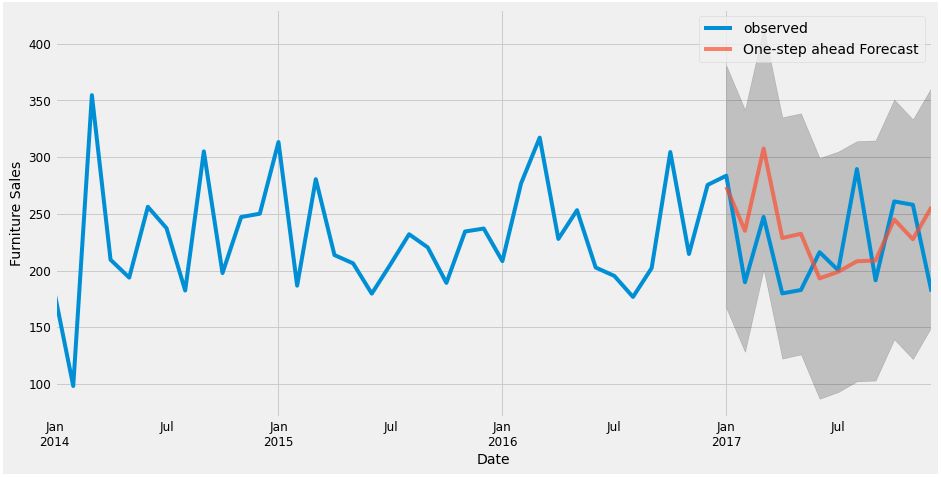 observed
One-step ahead Forecast
400
350
300
250
200
150
100
Furniture Sales
Jan Jul Jan Jul Jan Jul Jan Jul
2014 2015 2016 2017
Date